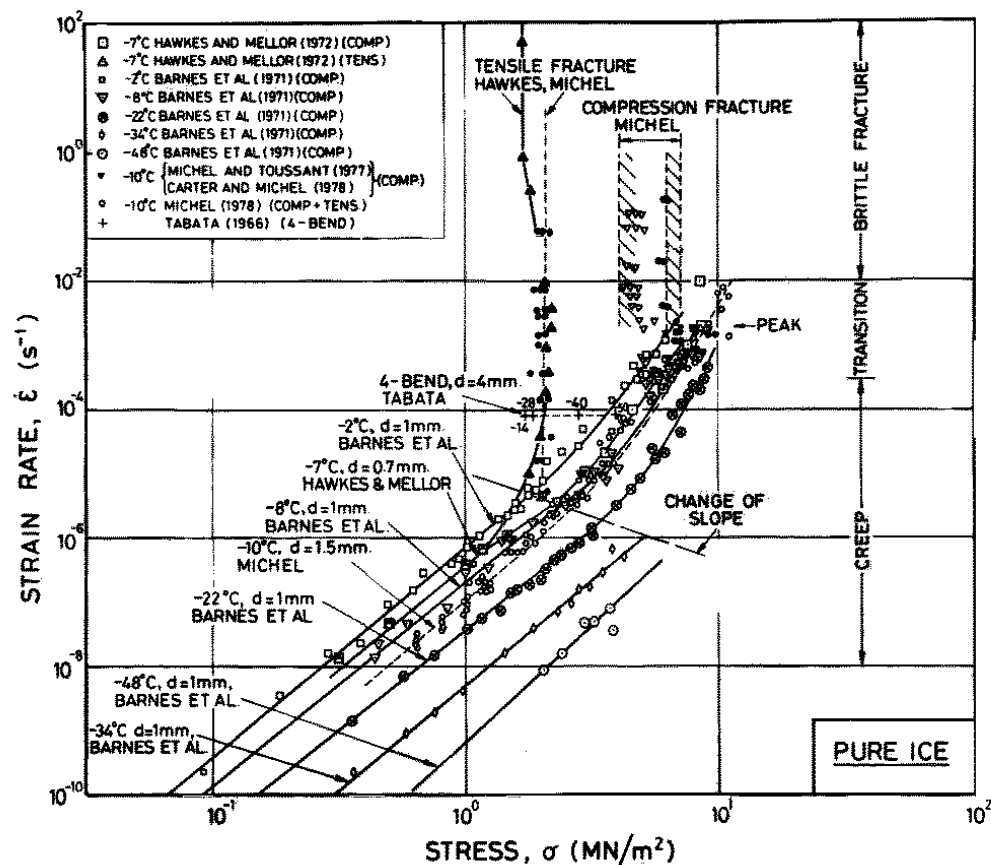 10²
10⁰
10⁻²
10⁻⁴
10⁻⁶
10⁻⁸
10⁻¹⁰
STRAIN RATE, ε̇ (s⁻¹)
-7°C HAWKES AND MELLOR (1972) (COMP)
-7°C HAWKES AND MELLOR (1972) (TENS)
-2°C BARNES ET AL (1971) (COMP)
-8°C BARNES ET AL (1971) (COMP)
-22°C BARNES ET AL (1971) (COMP)
-34°C BARNES ET AL (1971) (COMP)
-48°C BARNES ET AL (1971) (COMP)
-10°C {MICHEL AND TOUSSANT (1977)
CARTER AND MICHEL (1978)} (COMP)
-10°C MICHEL (1978) (COMP + TENS)
+ TABATA (1966) (4-BEND)
TENSILE FRACTURE
HAWKES, MICHEL
COMPRESSION FRACTURE
MICHEL
BRITTLE FRACTURE
TRANSITION
CREEP
PEAK
4-BEND, d=4mm.
TABATA
-28
-14
-40
-2°C, d=1mm.
BARNES ET AL.
-7°C, d=0.7mm.
HAWKES & MELLOR
-8°C, d=1mm.
BARNES ET AL.
-10°C, d=1.5mm.
MICHEL
-22°C, d=1mm
BARNES ET AL
-48°C, d=1mm,
BARNES ET AL.
-34°C d=1mm,
BARNES ET AL.
CHANGE OF
SLOPE
PURE ICE
10⁻¹
10⁰
10¹
10²
STRESS, σ (MN/m²)